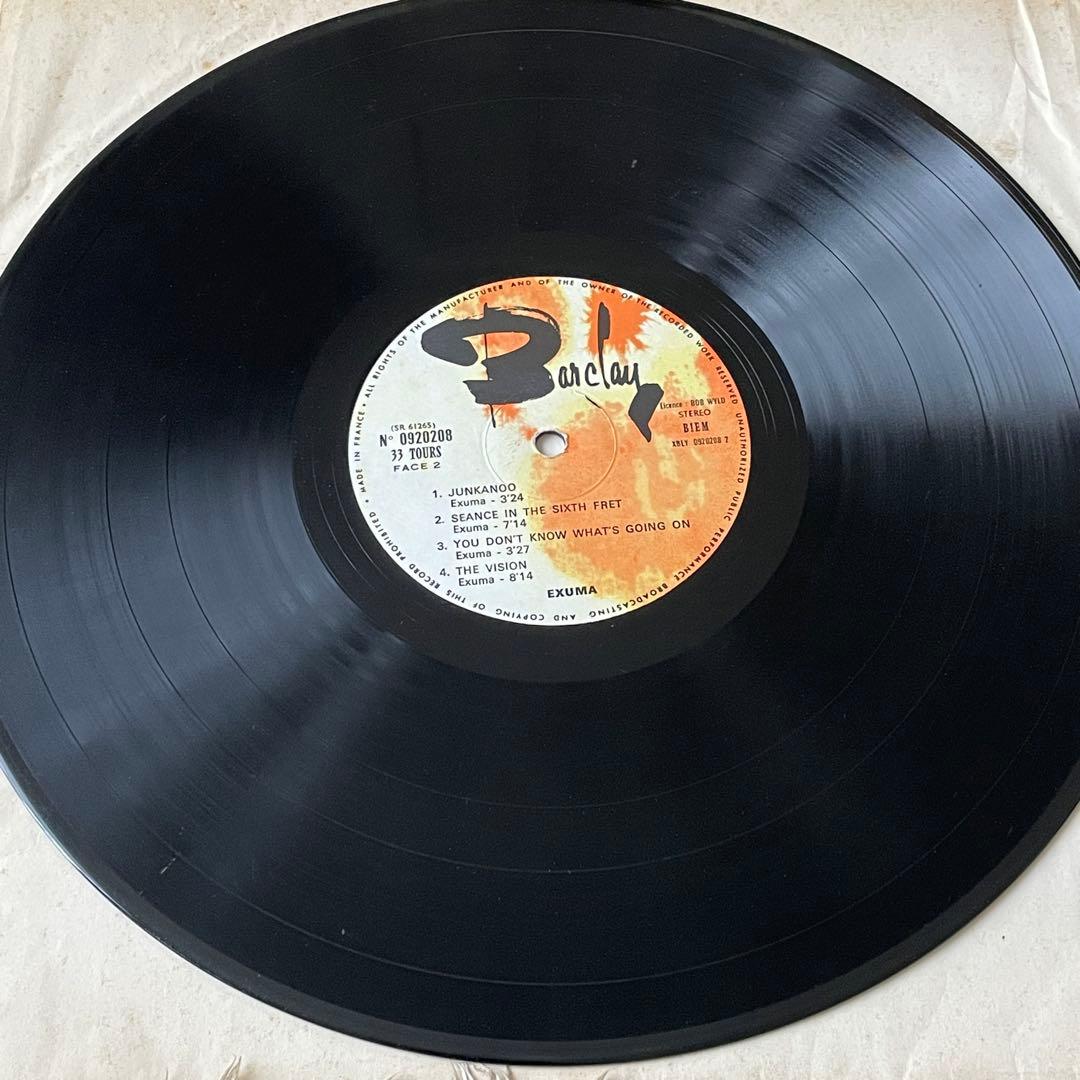 ALL RIGHTS OF THE MANUFACTURER AND OF THE OWNER OF THE RECORDED WORK RESERVED UNAUTHORIZED PUBLIC PERFORMANCE BROADCASTING AND COPYING OF THIS RECORD PROHIBITED • MADE IN FRANCE •
Barclay
Licence : BOB WYLD
STEREO
BIEM
XBLY 0920208 2
(SR 61265)
N° 0920208
33 TOURS
FACE 2
1. JUNKANOO
Exuma - 3'24
2. SEANCE IN THE SIXTH FRET
Exuma - 7'14
3. YOU DON'T KNOW WHAT'S GOING ON
Exuma - 3'27
4. THE VISION
Exuma - 8'14
EXUMA